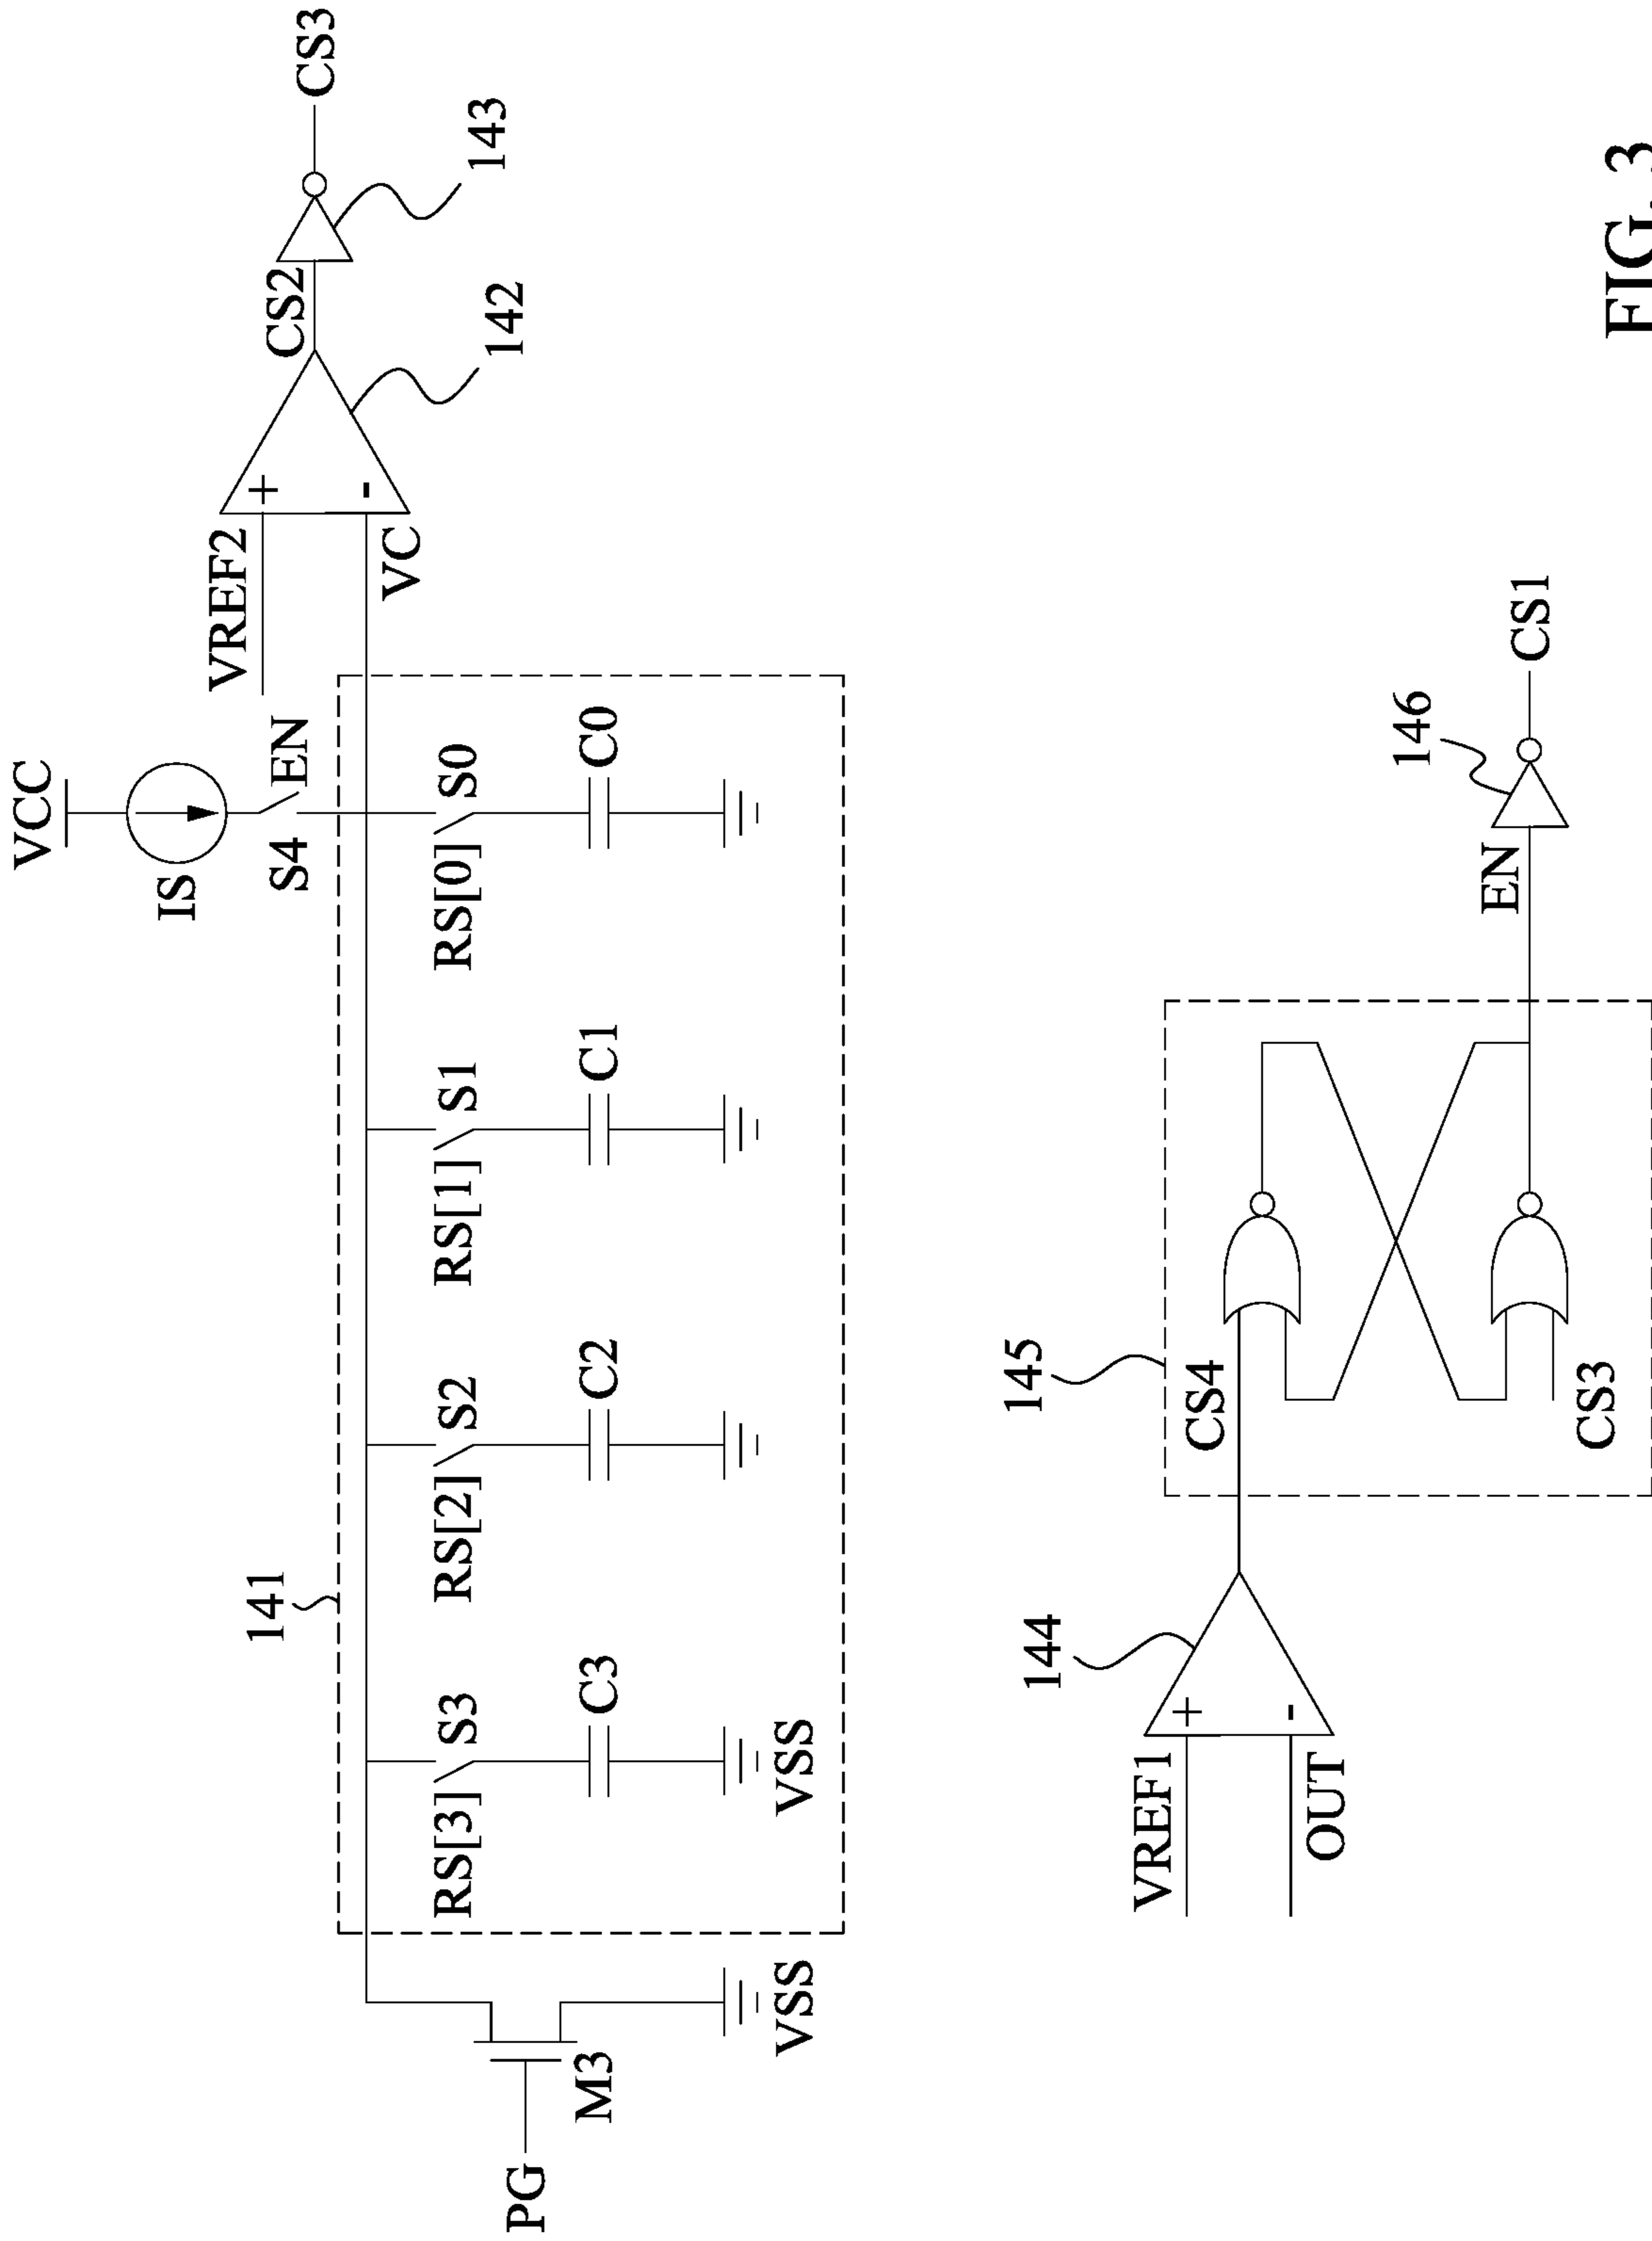 VCC
IS
S4
EN
VREF2
+
-
VC
CS2
CS3
143
142
141
RS[3]
S3
C3
VSS
RS[2]
S2
C2
RS[1]
S1
C1
RS[0]
S0
C0
PG
M3
VSS
VREF1
OUT
+
-
144
145
CS4
CS3
EN
146
CS1
FIG. 3